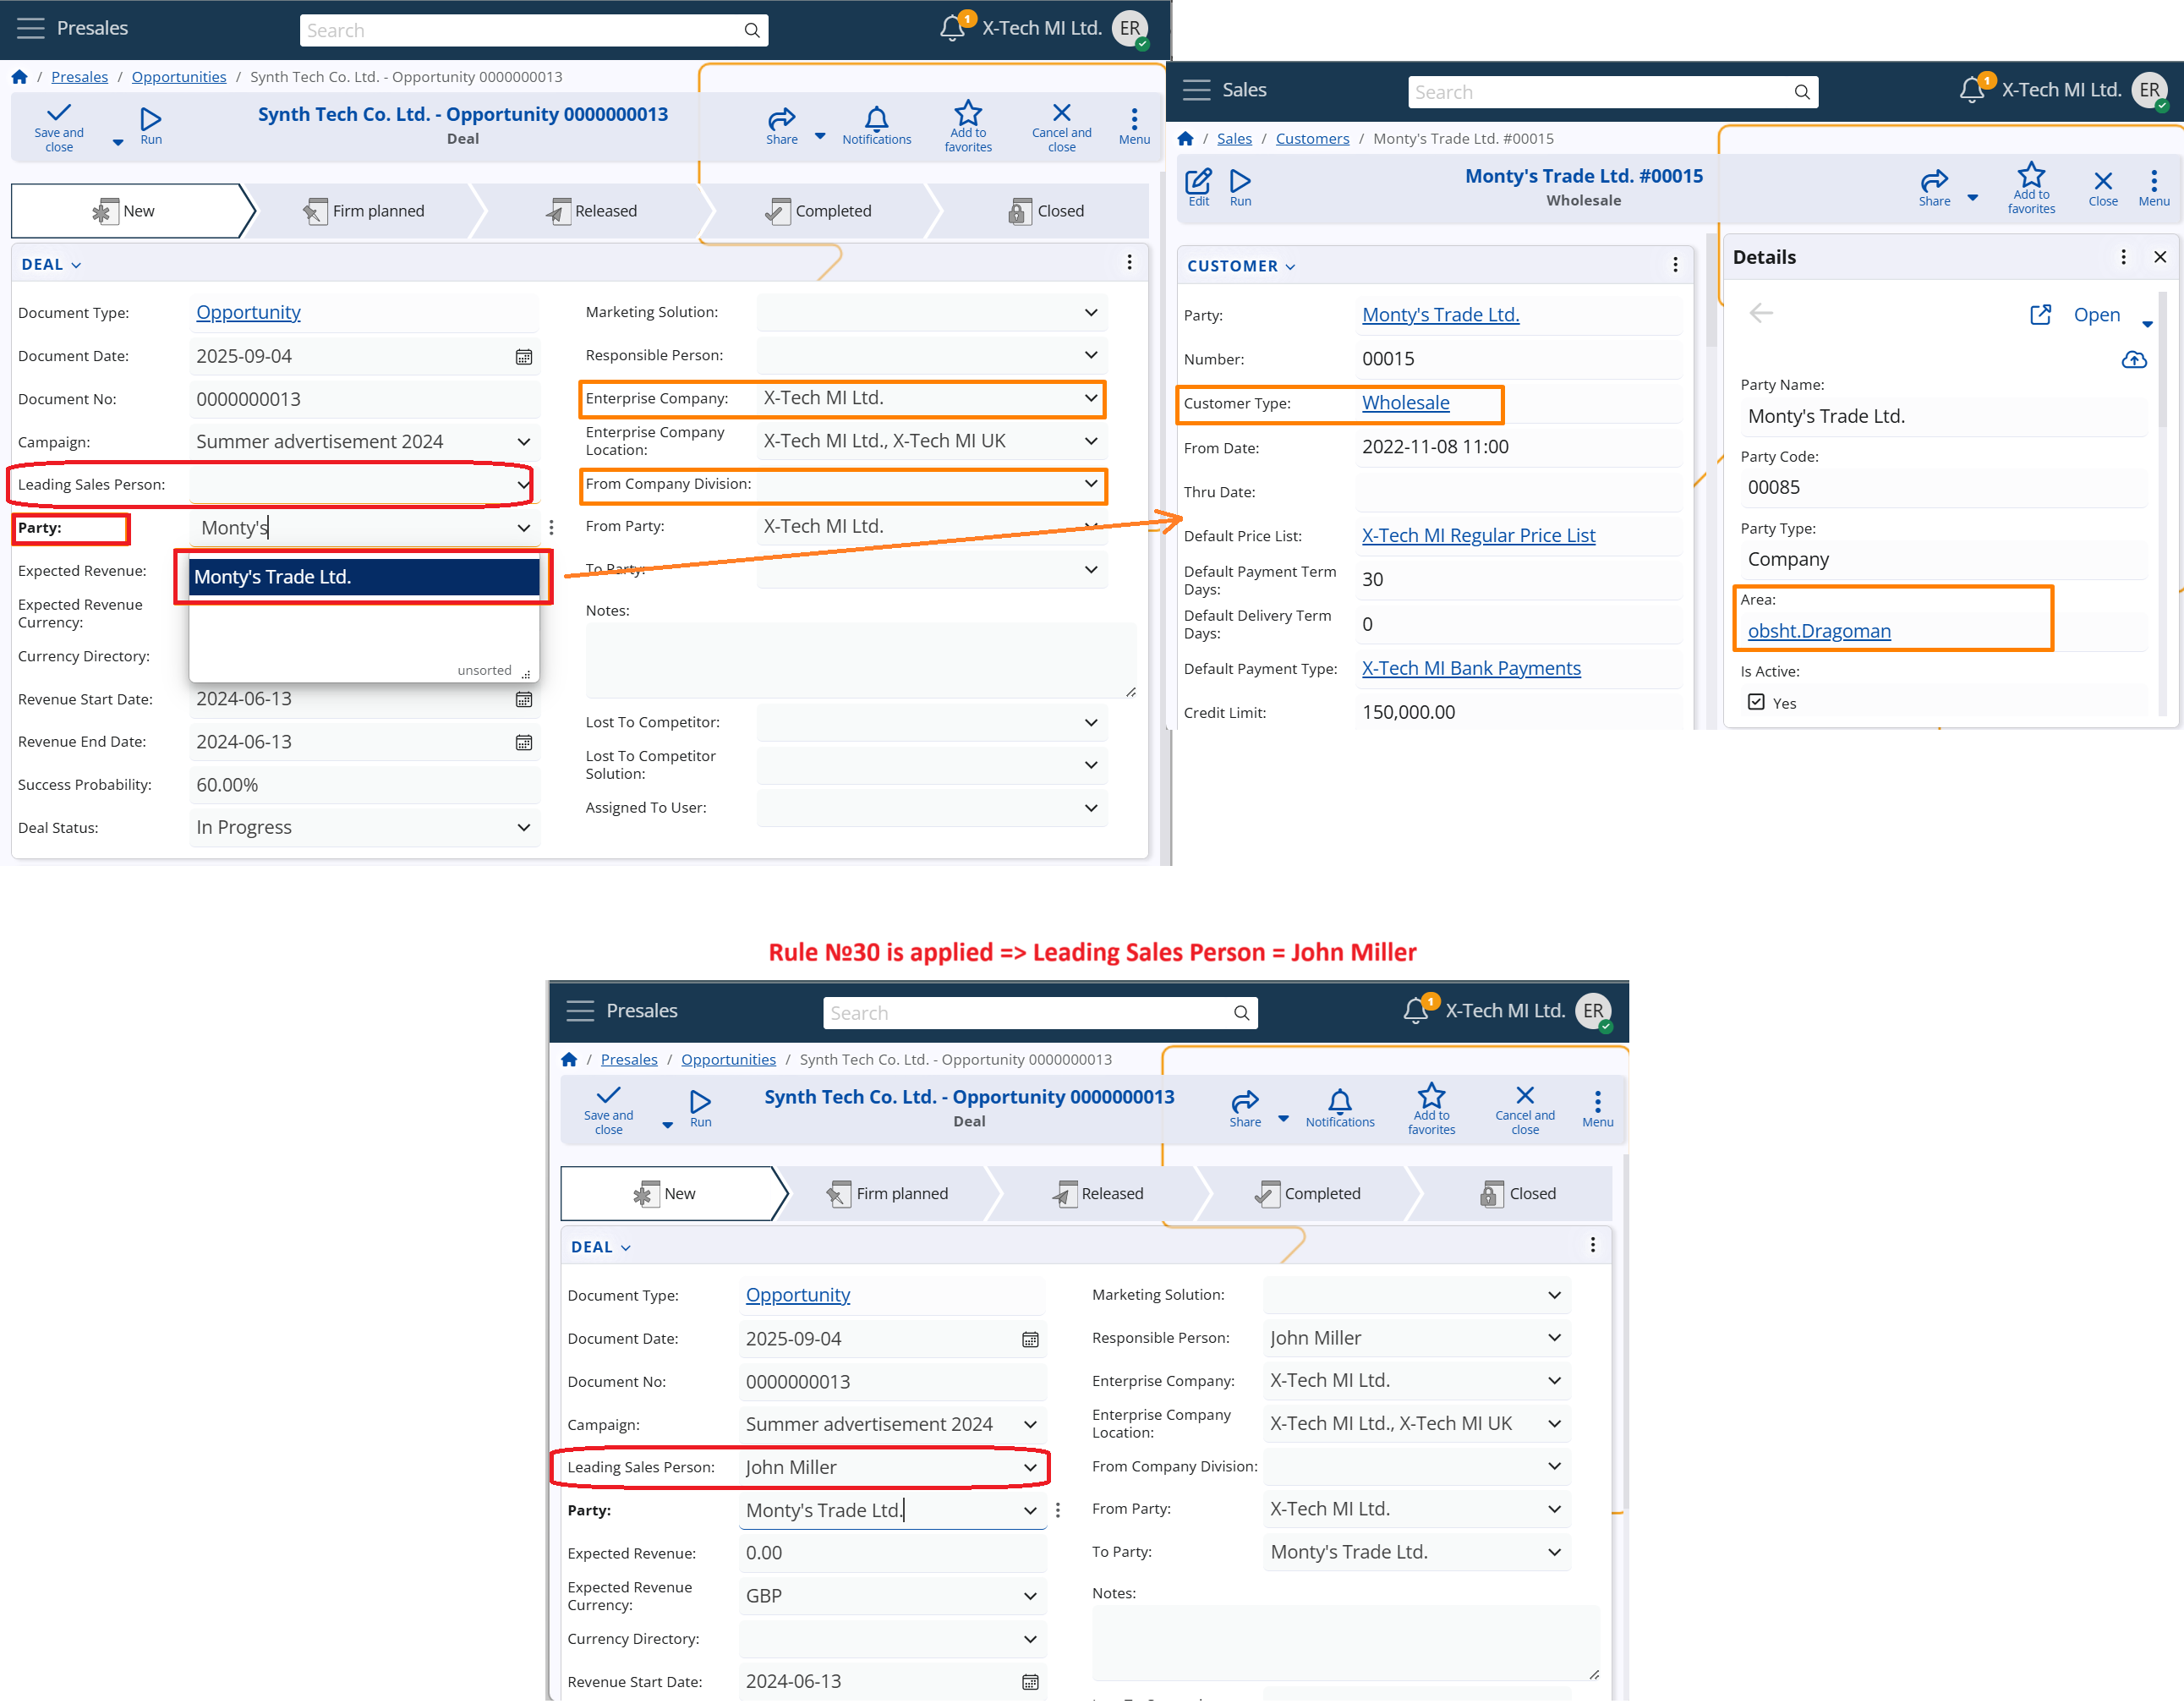 Presales
Search
1
X-Tech MI Ltd.
ER
/ Presales / Opportunities / Synth Tech Co. Ltd. - Opportunity 0000000013
Save and close
Run
Synth Tech Co. Ltd. - Opportunity 0000000013
Deal
Share
Notifications
Add to favorites
Cancel and close
Menu
New
Firm planned
Released
Completed
Closed
DEAL
Document Type: Opportunity
Document Date: 2025-09-04
Document No: 0000000013
Campaign: Summer advertisement 2024
Leading Sales Person:
Party: Monty's
Monty's Trade Ltd.
unsorted
Expected Revenue:
Expected Revenue
Currency:
Currency Directory:
Revenue Start Date: 2024-06-13
Revenue End Date: 2024-06-13
Success Probability: 60.00%
Deal Status: In Progress
Marketing Solution:
Responsible Person:
Enterprise Company: X-Tech MI Ltd.
Enterprise Company
Location: X-Tech MI Ltd., X-Tech MI UK
From Company Division:
From Party: X-Tech MI Ltd.
To Party:
Notes:
Lost To Competitor:
Lost To Competitor
Solution:
Assigned To User:
Sales
Search
1
X-Tech MI Ltd.
ER
/ Sales / Customers / Monty's Trade Ltd. #00015
Edit
Run
Monty's Trade Ltd. #00015
Wholesale
Share
Add to favorites
Close
Menu
CUSTOMER
Party: Monty's Trade Ltd.
Number: 00015
Customer Type: Wholesale
From Date: 2022-11-08 11:00
Thru Date:
Default Price List: X-Tech MI Regular Price List
Default Payment Term
Days: 30
Default Delivery Term
Days: 0
Default Payment Type: X-Tech MI Bank Payments
Credit Limit: 150,000.00
Details
Open
Party Name:
Monty's Trade Ltd.
Party Code:
00085
Party Type:
Company
Area:
obsht.Dragoman
Is Active:
Yes
Rule №30 is applied => Leading Sales Person = John Miller
Presales
Search
1
X-Tech MI Ltd.
ER
/ Presales / Opportunities / Synth Tech Co. Ltd. - Opportunity 0000000013
Save and close
Run
Synth Tech Co. Ltd. - Opportunity 0000000013
Deal
Share
Notifications
Add to favorites
Cancel and close
Menu
New
Firm planned
Released
Completed
Closed
DEAL
Document Type: Opportunity
Document Date: 2025-09-04
Document No: 0000000013
Campaign: Summer advertisement 2024
Leading Sales Person: John Miller
Party: Monty's Trade Ltd.
Expected Revenue: 0.00
Expected Revenue
Currency: GBP
Currency Directory:
Revenue Start Date: 2024-06-13
Marketing Solution:
Responsible Person: John Miller
Enterprise Company: X-Tech MI Ltd.
Enterprise Company
Location: X-Tech MI Ltd., X-Tech MI UK
From Company Division:
From Party: X-Tech MI Ltd.
To Party: Monty's Trade Ltd.
Notes: